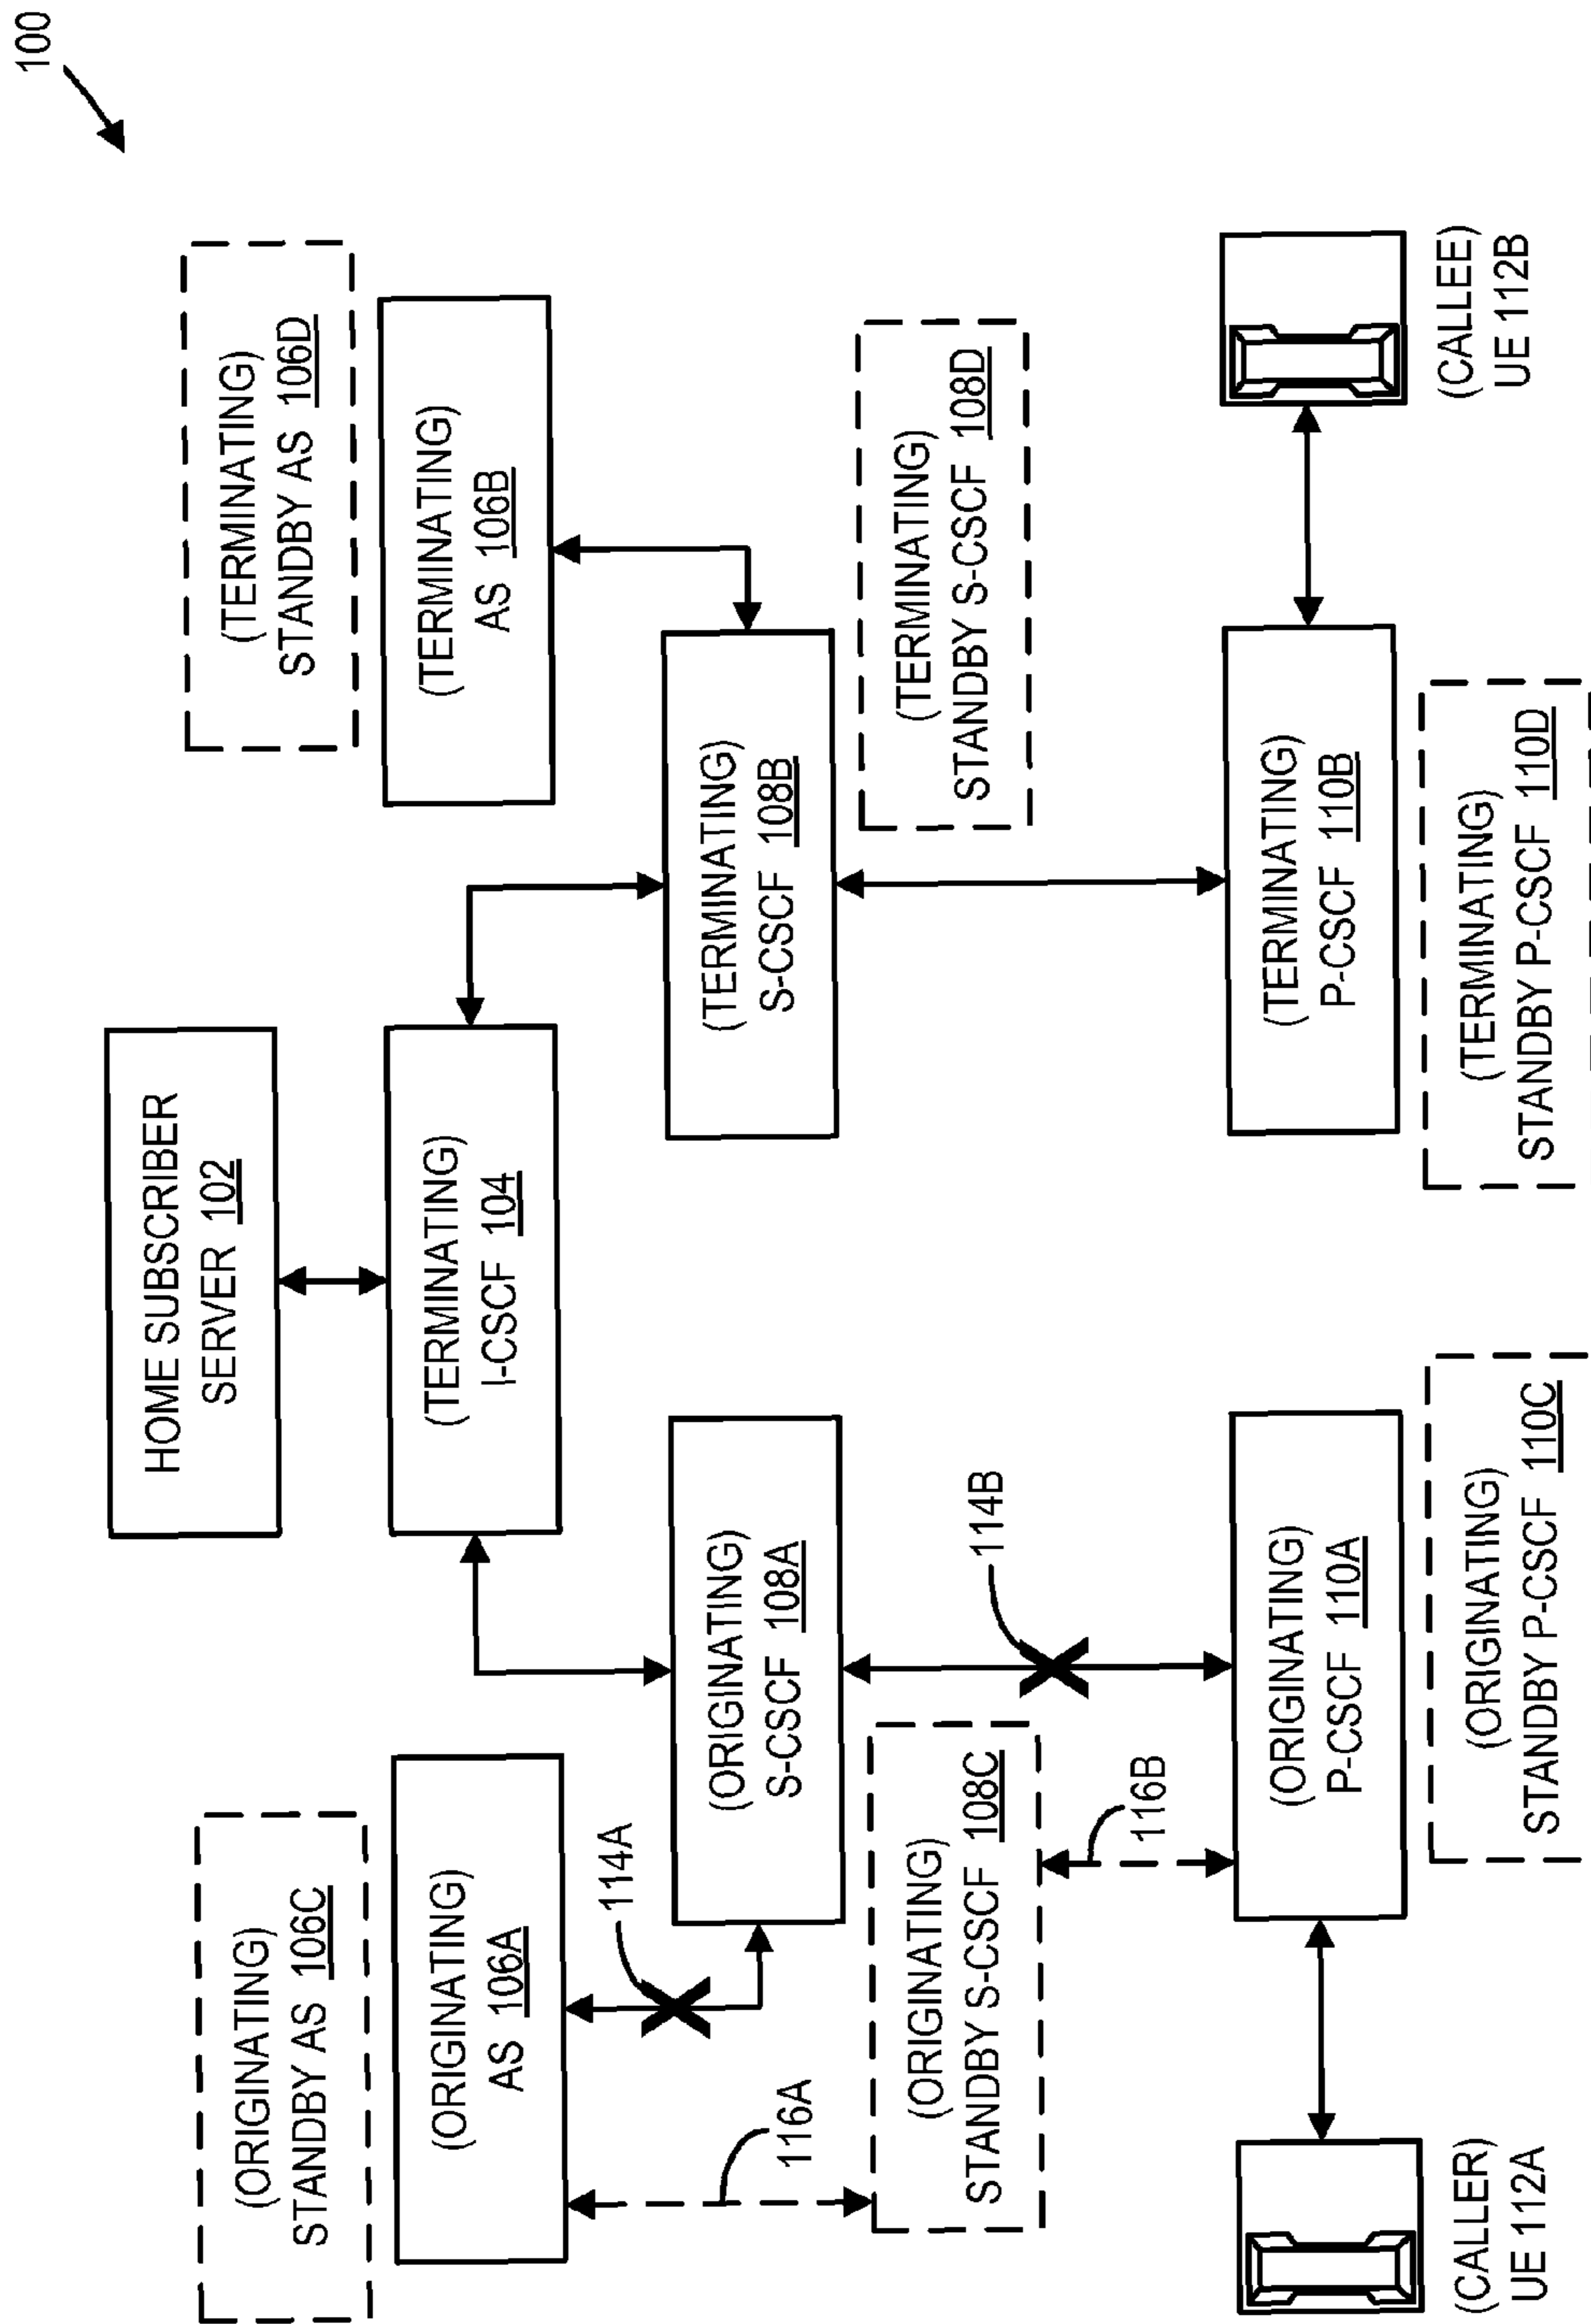 100
HOME SUBSCRIBER
SERVER 102
(ORIGINATING)
STANDBY AS 106C
(TERMINATING)
STANDBY AS 106D
(ORIGINATING)
AS 106A
(TERMINATING)
I-CSCF 104
(TERMINATING)
AS 106B
114A
116A
(ORIGINATING)
S-CSCF 108A
(TERMINATING)
S-CSCF 108B
(ORIGINATING)
STANDBY S-CSCF 108C
114B
(TERMINATING)
STANDBY S-CSCF 108D
116B
(CALLER)
UE 112A
(ORIGINATING)
P-CSCF 110A
(TERMINATING)
P-CSCF 110B
(CALLEE)
UE 112B
(ORIGINATING)
STANDBY P-CSCF 110C
(TERMINATING)
STANDBY P-CSCF 110D